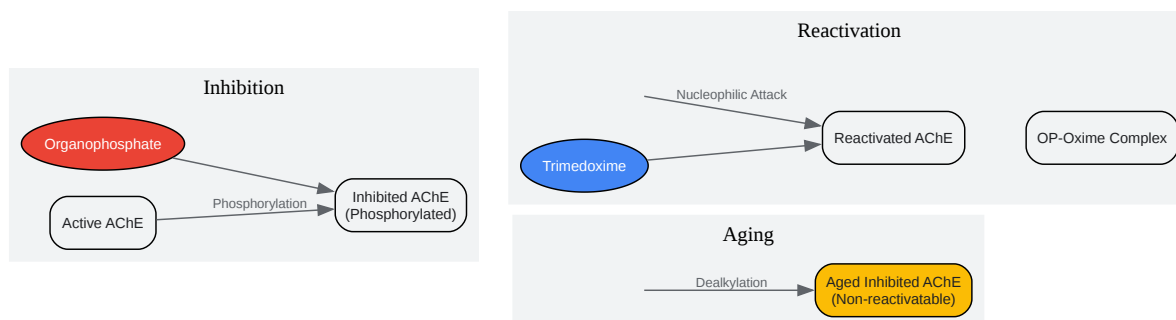 Inhibition
Organophosphate
Active AChE
Phosphorylation
Inhibited AChE
(Phosphorylated)
Reactivation
Nucleophilic Attack
Trimedoxime
Reactivated AChE
OP-Oxime Complex
Aging
Dealkylation
Aged Inhibited AChE
(Non-reactivatable)